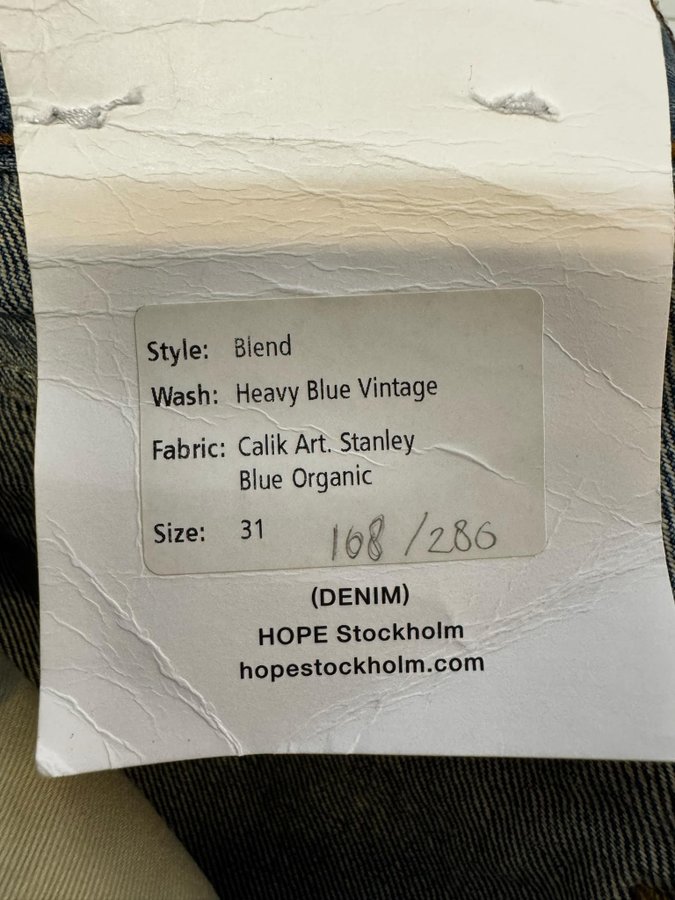 Style: Blend
Wash: Heavy Blue Vintage
Fabric: Calik Art. Stanley
Blue Organic
Size: 31 168/286
(DENIM)
HOPE Stockholm
hopestockholm.com